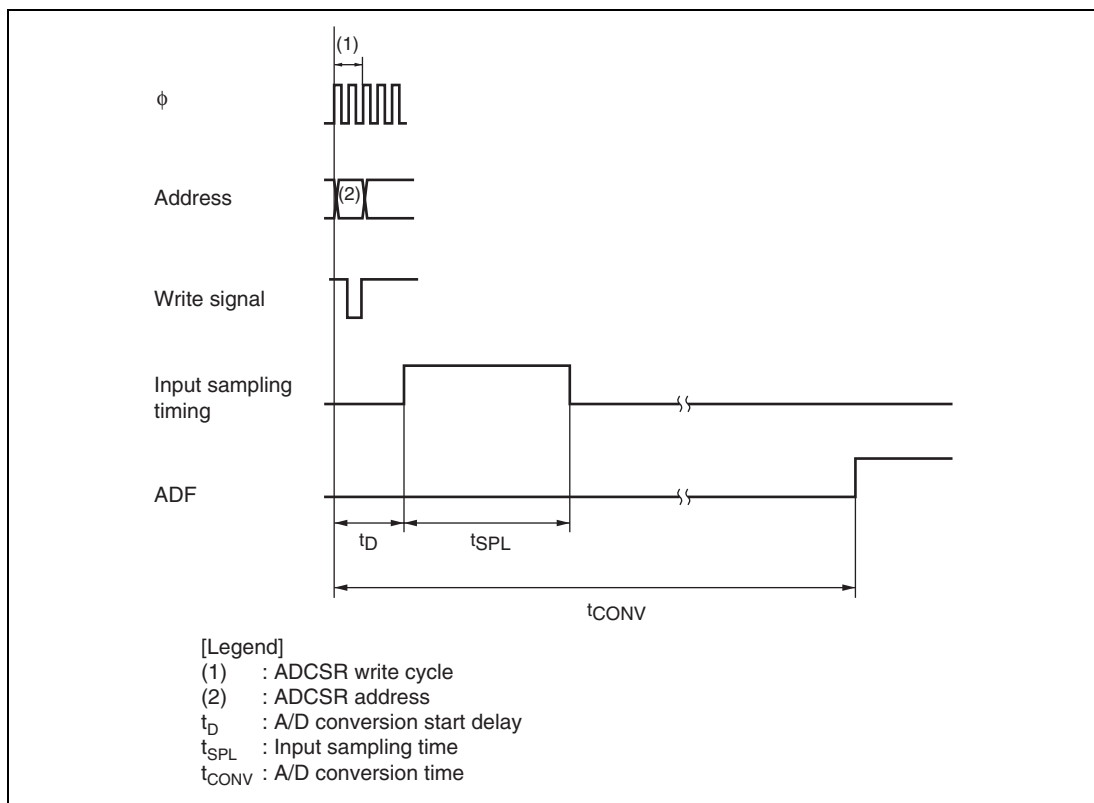 (1)
ϕ
Address
(2)
Write signal
Input sampling
timing
ADF
tD
tSPL
tCONV
[Legend]
(1) : ADCSR write cycle
(2) : ADCSR address
tD : A/D conversion start delay
tSPL : Input sampling time
tCONV : A/D conversion time